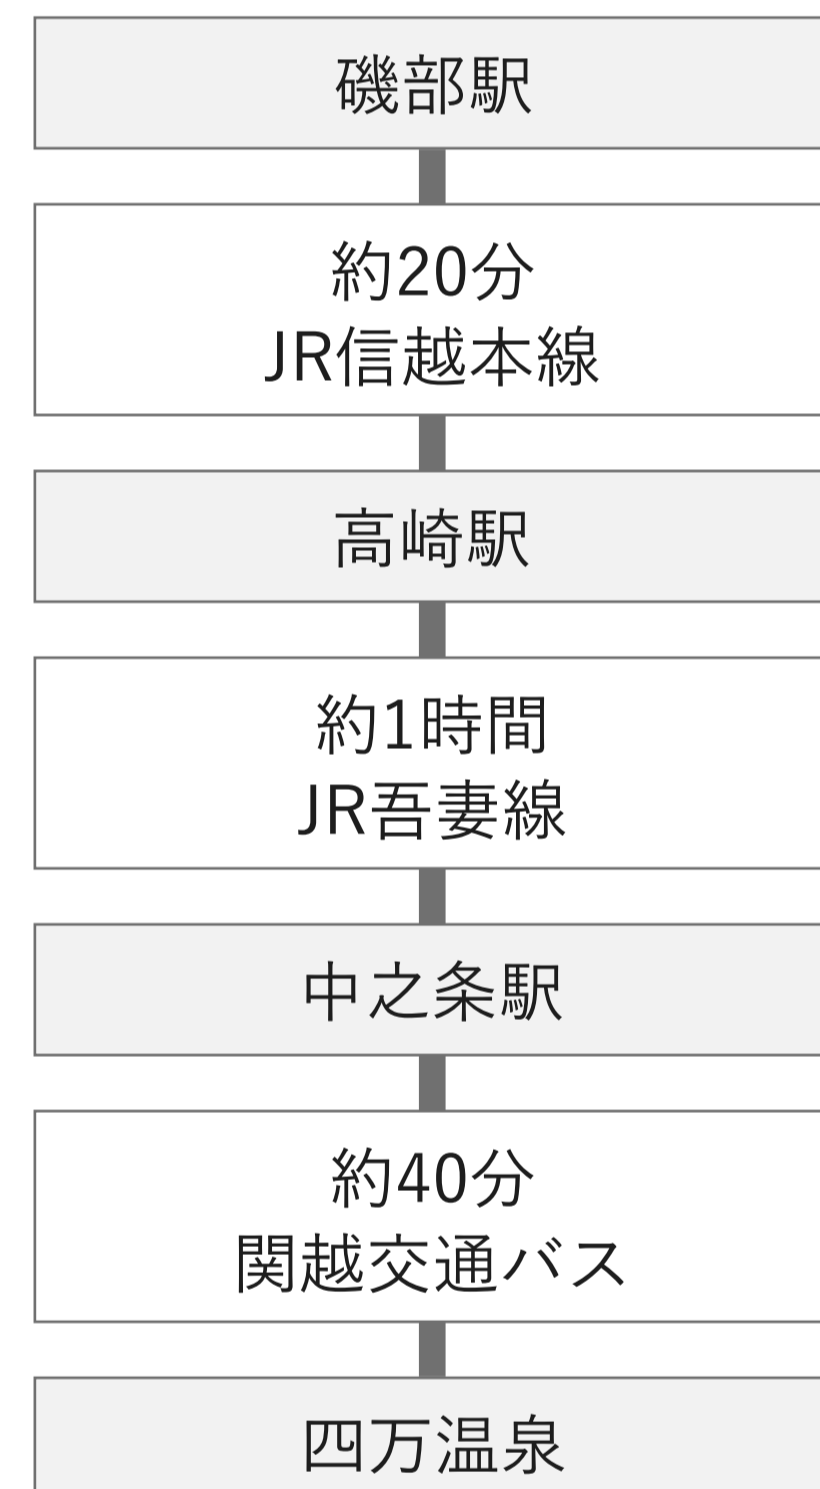 磯部駅
約20分
JR信越本線
高崎駅
約1時間
JR吾妻線
中之条駅
約40分
関越交通バス
四万温泉